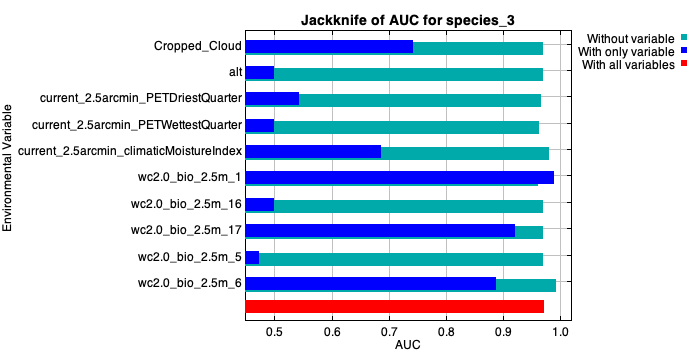 Jackknife of AUC for species_3
Without variable
With only variable
With all variables
Environmental Variable
Cropped_Cloud
alt
current_2.5arcmin_PETDriestQuarter
current_2.5arcmin_PETWettestQuarter
current_2.5arcmin_climaticMoistureIndex
wc2.0_bio_2.5m_1
wc2.0_bio_2.5m_16
wc2.0_bio_2.5m_17
wc2.0_bio_2.5m_5
wc2.0_bio_2.5m_6
0.5 0.6 0.7 0.8 0.9 1.0
AUC